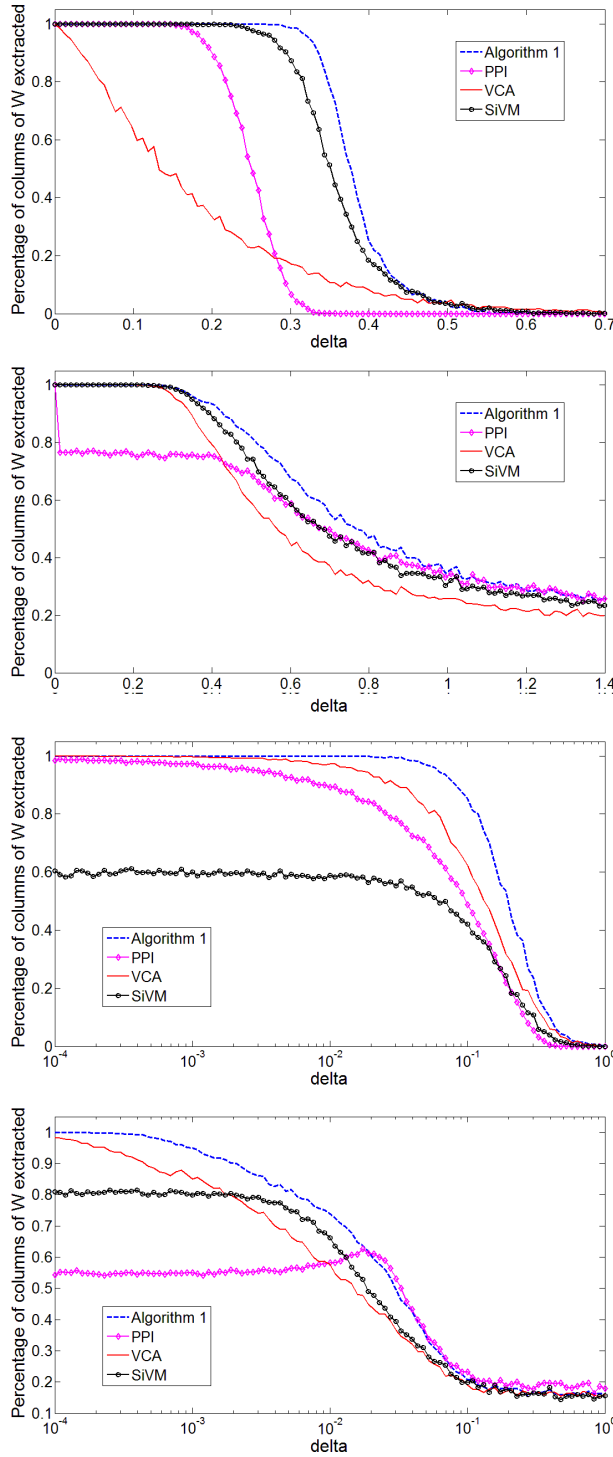 Percentage of columns of W exctracted
1
0.8
0.6
0.4
0.2
0
Algorithm 1
PPI
VCA
SiVM
0 0.1 0.2 0.3 0.4 0.5 0.6 0.7
delta
Percentage of columns of W exctracted
1
0.8
0.6
0.4
0.2
0
Algorithm 1
PPI
VCA
SiVM
0 0.2 0.4 0.6 0.8 1 1.2 1.4
delta
Percentage of columns of W exctracted
1
0.8
0.6
0.4
0.2
0
Algorithm 1
PPI
VCA
SiVM
10⁻⁴ 10⁻³ 10⁻² 10⁻¹ 10⁰
delta
Percentage of columns of W exctracted
1
0.9
0.8
0.7
0.6
0.5
0.4
0.3
0.2
0.1
Algorithm 1
PPI
VCA
SiVM
10⁻⁴ 10⁻³ 10⁻² 10⁻¹ 10⁰
delta